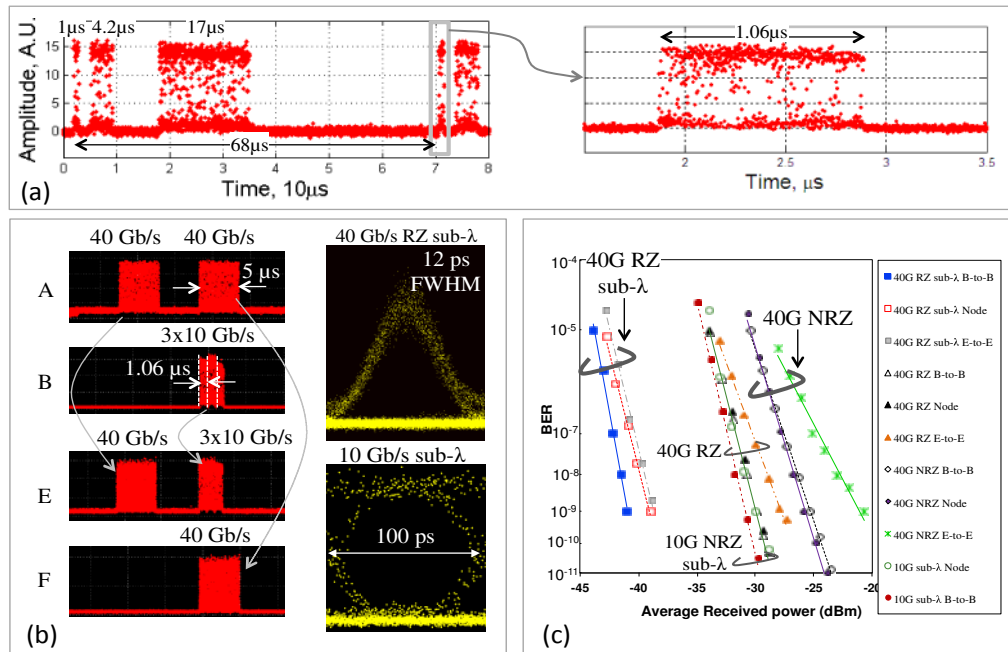 1μs 4.2μs 17μs
Amplitude, A.U.
15
10
5
0
68μs
0 1 2 3 4 5 6 7 8
Time, 10μs
(a)
1.06μs
2 2.5 3 3.5
Time, μs
40 Gb/s 40 Gb/s
A
5 μs
3x10 Gb/s
B
1.06 μs
40 Gb/s 3x10 Gb/s
E
40 Gb/s
F
(b)
40 Gb/s RZ sub-λ
12 ps
FWHM
10 Gb/s sub-λ
100 ps
(c)
BER
10-4
10-5
10-7
10-8
10-9
10-10
10-11
-45 -40 -35 -30 -25 -20
Average Received power (dBm)
40G RZ
sub-λ
40G NRZ
40G RZ
10G NRZ
sub-λ
40G RZ sub-λ B-to-B
40G RZ sub-λ Node
40G RZ sub-λ E-to-E
40G RZ B-to-B
40G RZ Node
40G RZ E-to-E
40G NRZ B-to-B
40G NRZ Node
40G NRZ E-to-E
10G sub-λ Node
10G sub-λ B-to-B